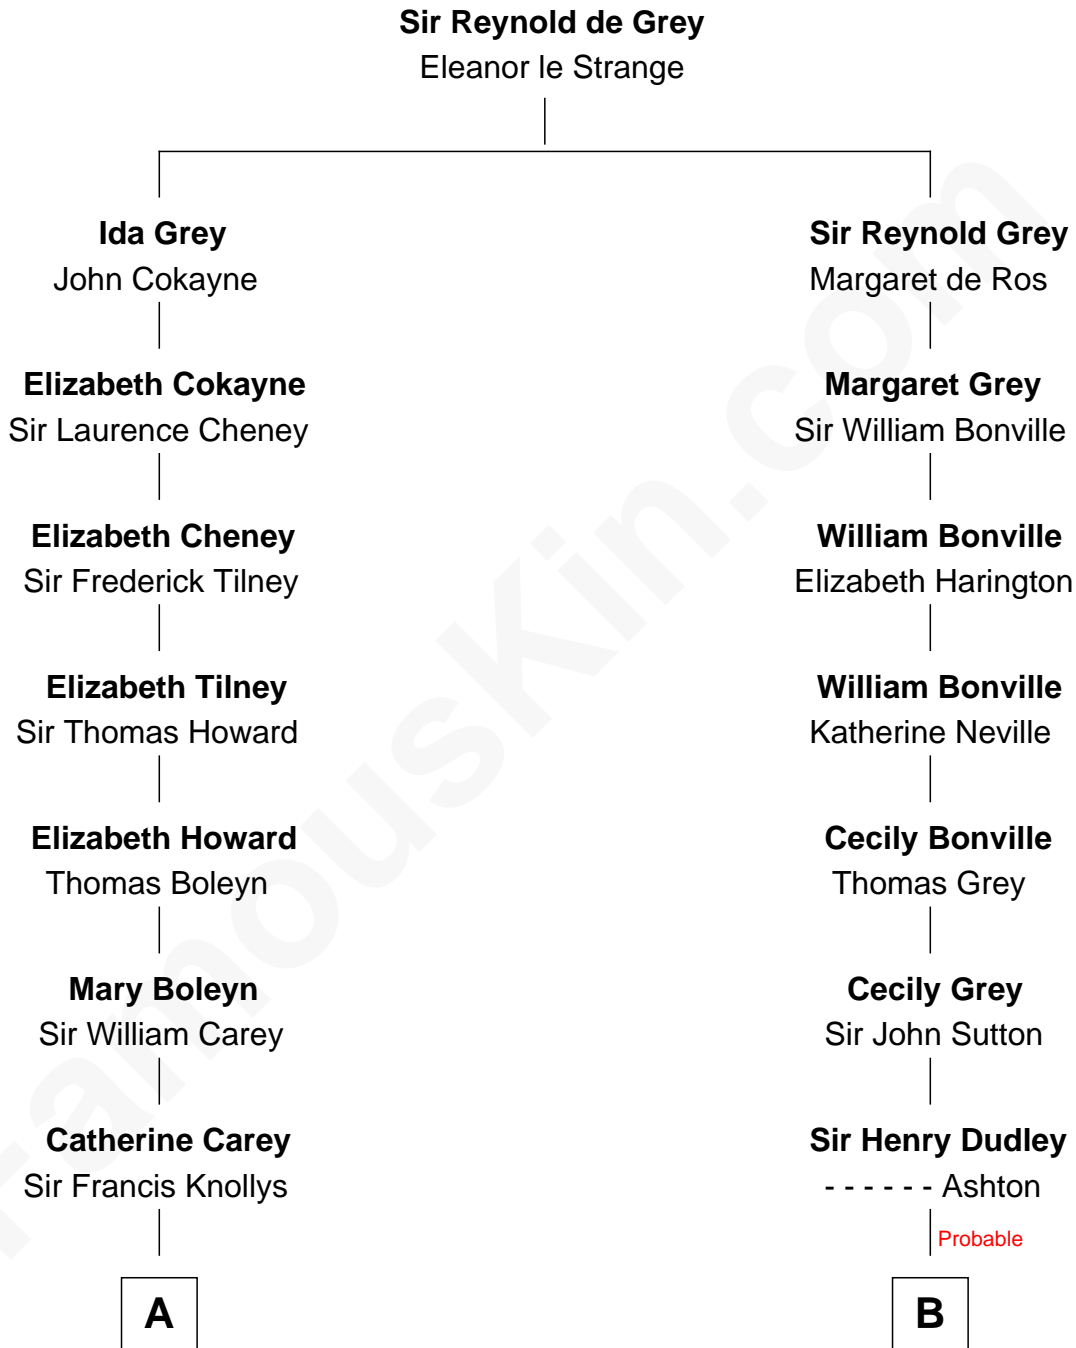 Sir Reynold de Grey
Eleanor le Strange
Ida Grey
John Cokayne
Sir Reynold Grey
Margaret de Ros
Elizabeth Cokayne
Sir Laurence Cheney
Margaret Grey
Sir William Bonville
Elizabeth Cheney
Sir Frederick Tilney
William Bonville
Elizabeth Harington
Elizabeth Tilney
Sir Thomas Howard
William Bonville
Katherine Neville
Elizabeth Howard
Thomas Boleyn
Cecily Bonville
Thomas Grey
Mary Boleyn
Sir William Carey
Cecily Grey
Sir John Sutton
Catherine Carey
Sir Francis Knollys
Sir Henry Dudley
- - - - - - Ashton
Probable
A
B
FamousKin.com